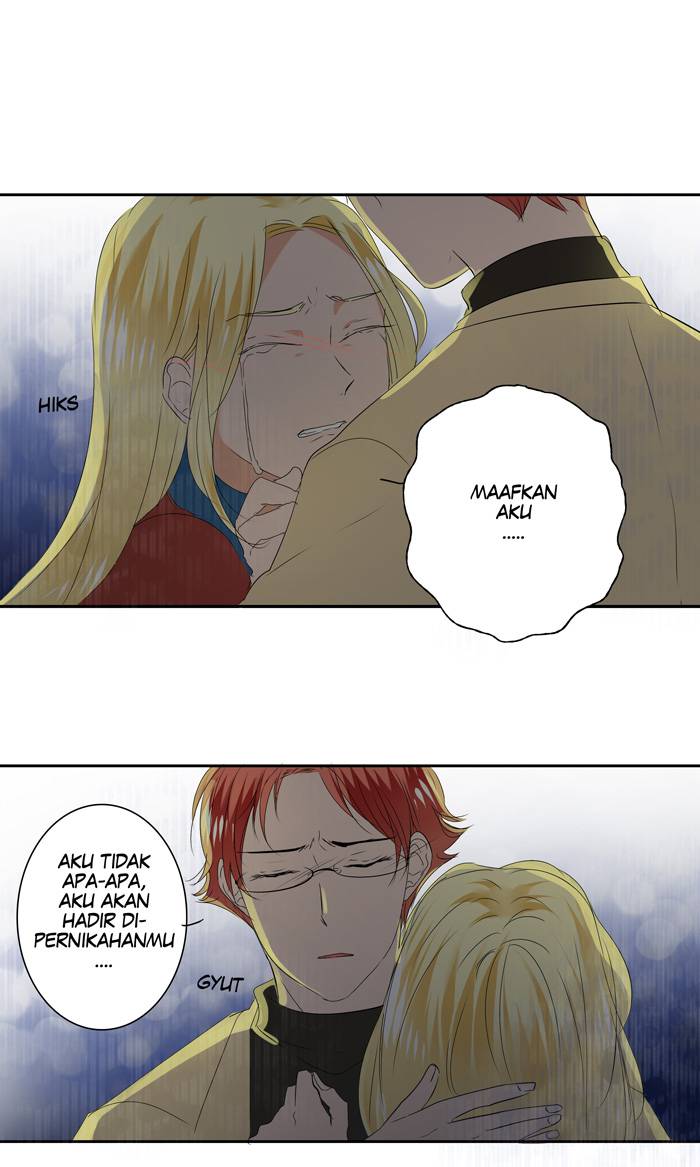 HIKS
MAAFKAN
AKU
.....
AKU TIDAK
APA-APA,
AKU AKAN
HADIR DI-
PERNIKAHANMU
....
GYUT